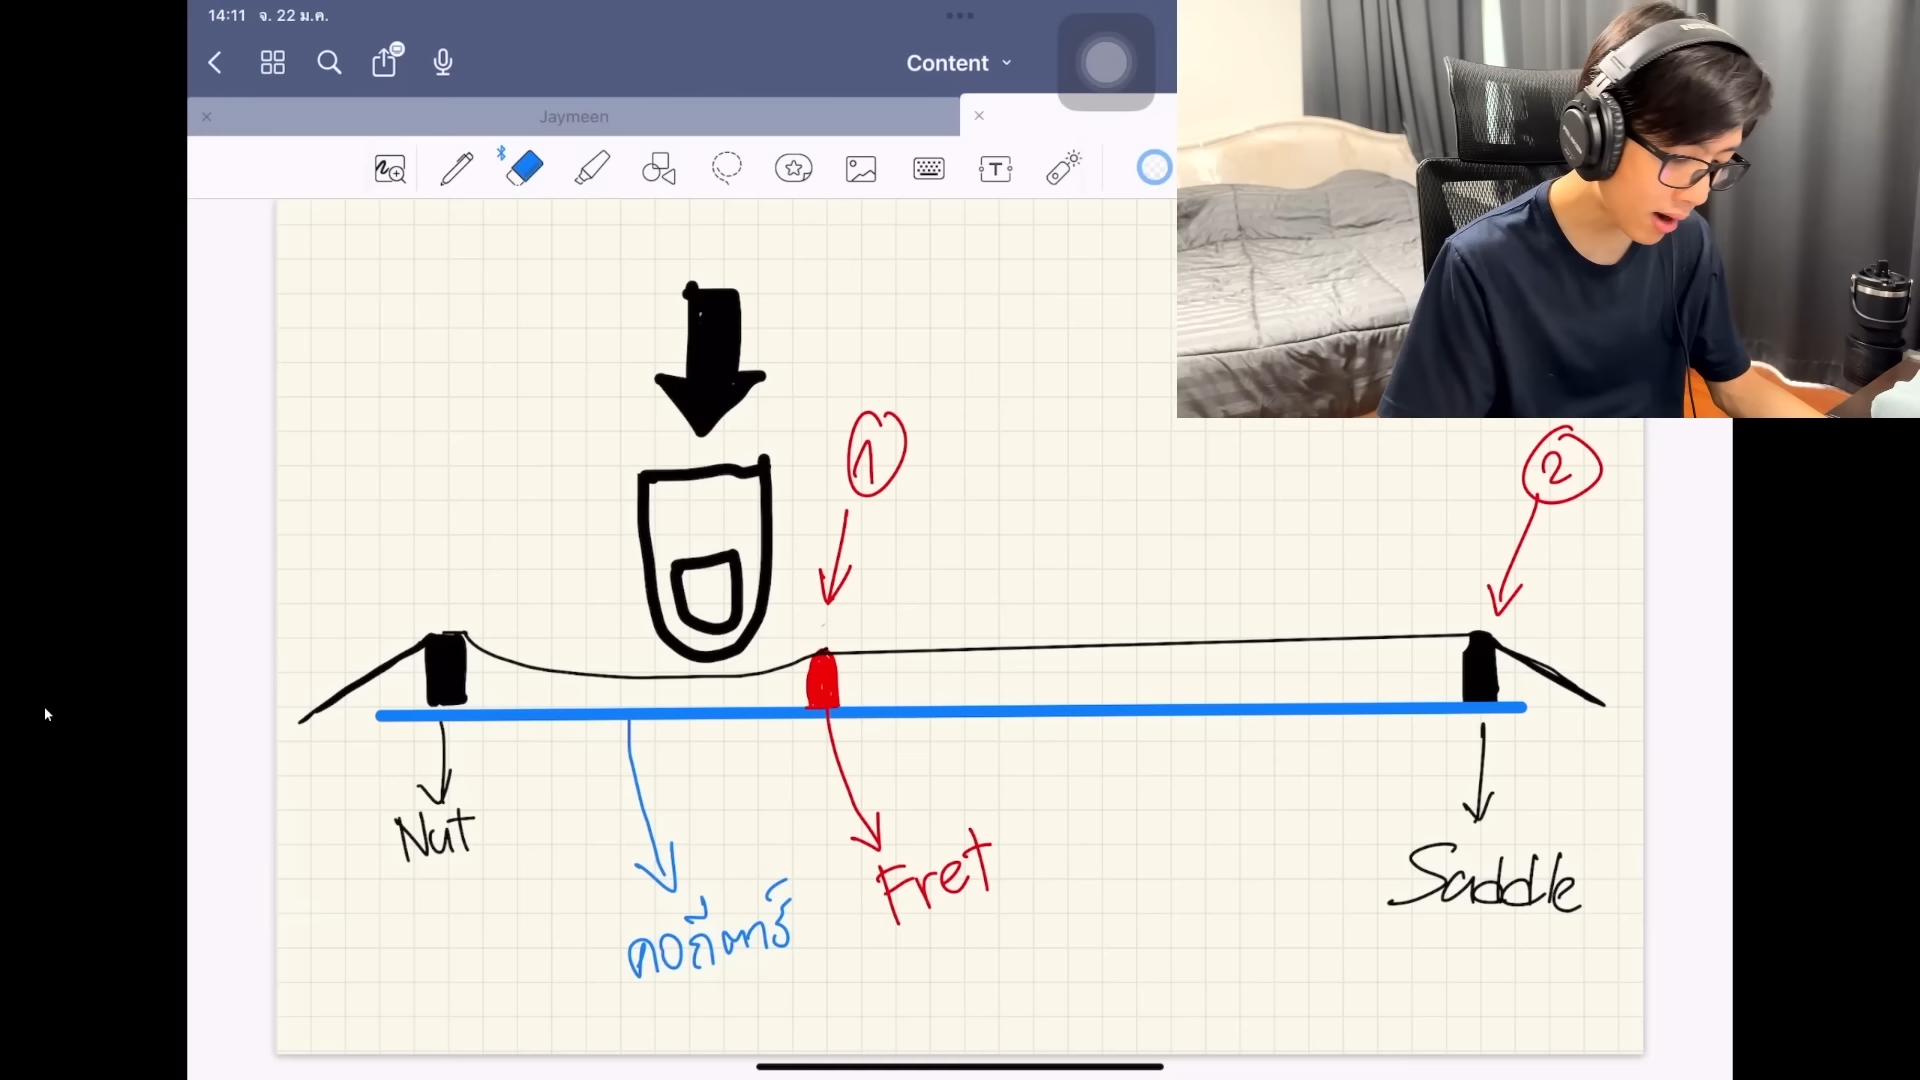 14:11 จ. 22 ม.ค.
Content
Jaymeen
T
1
2
Nut
Fret
Saddle
คอกีตาร์